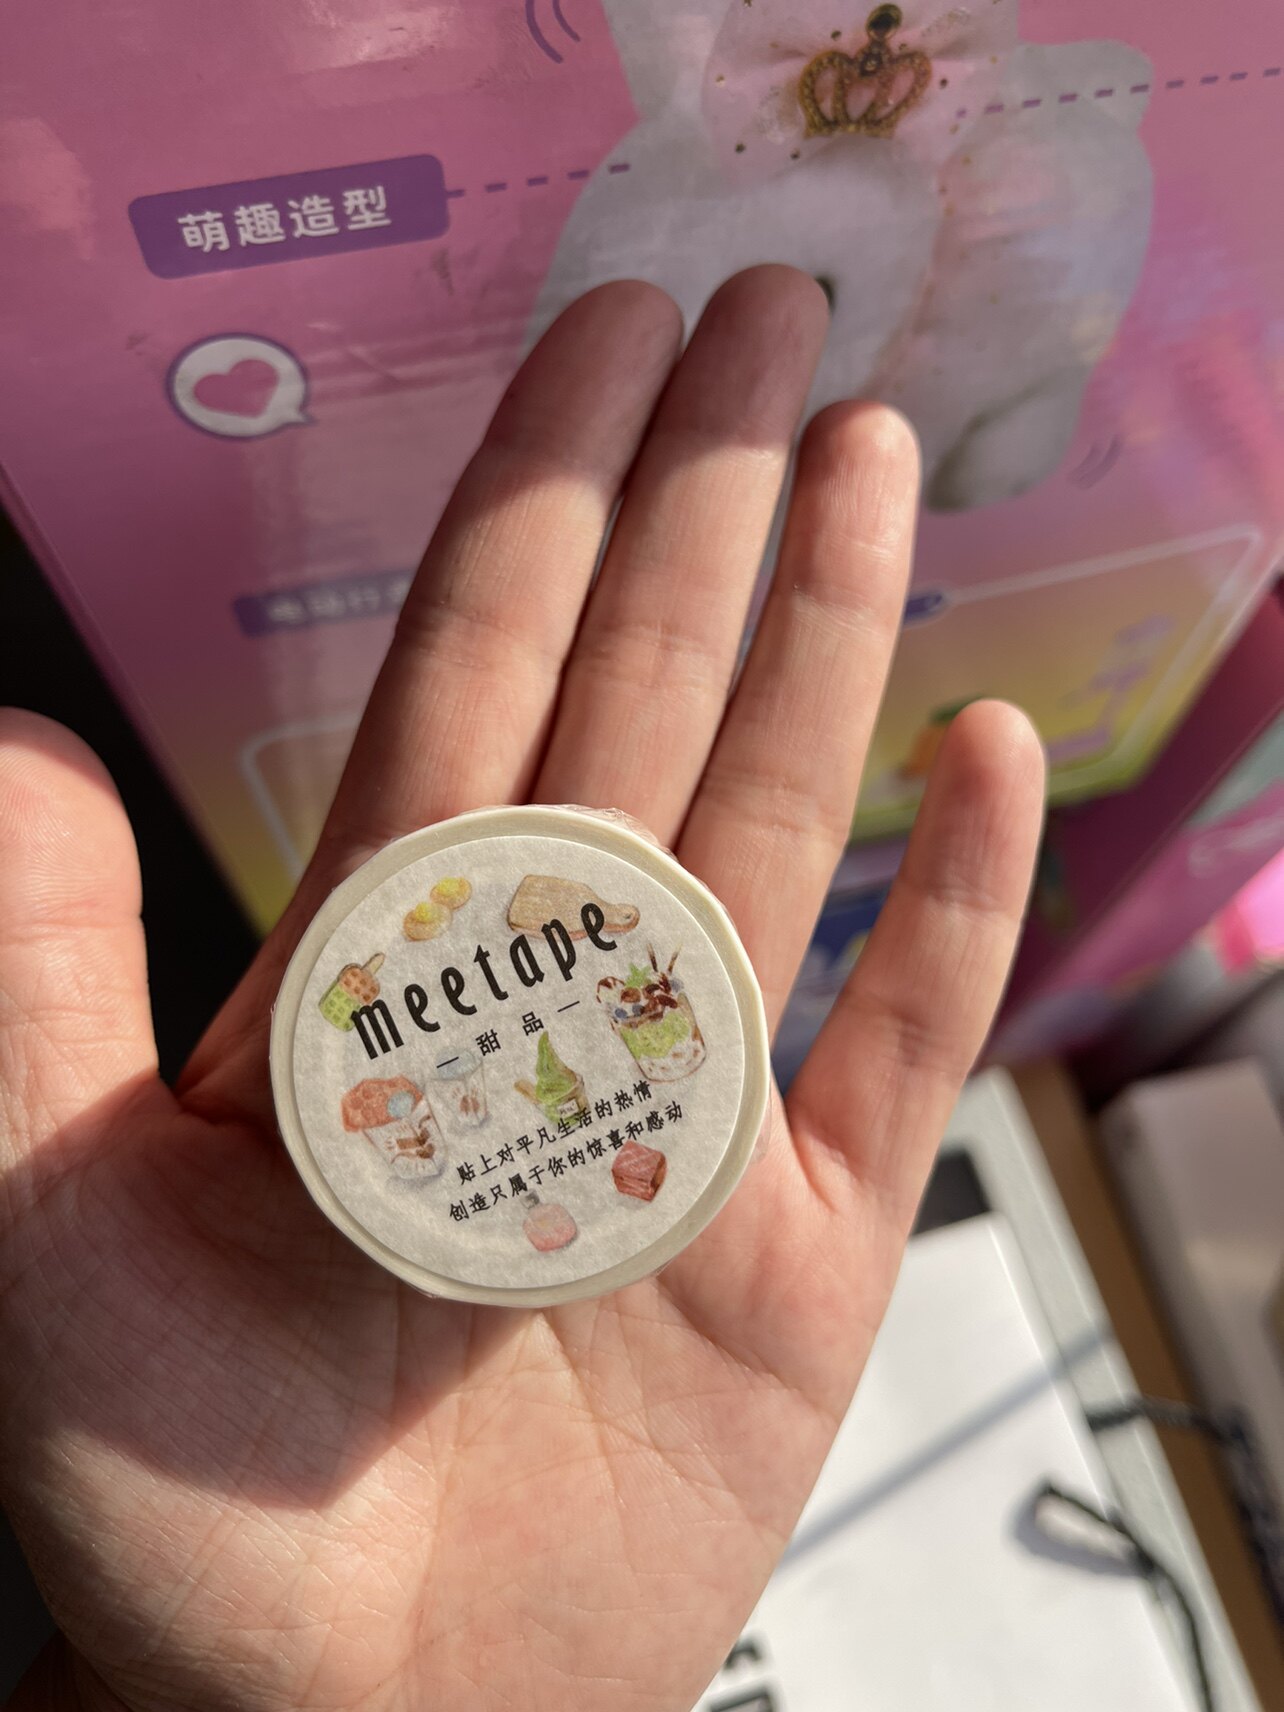 萌趣造型
meetape
甜品
贴上对平凡生活的热情
创造只属于你的惊喜和感动